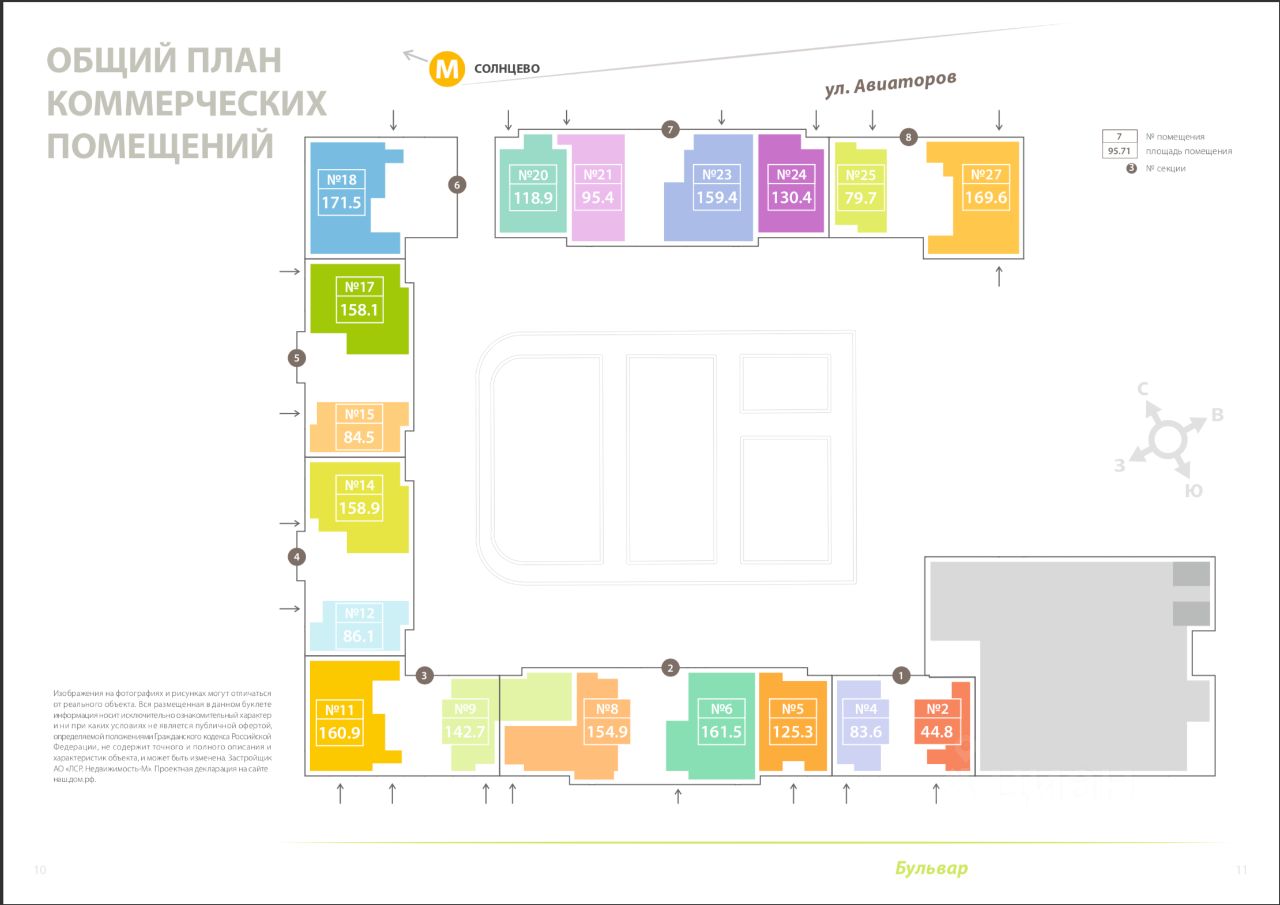 ОБЩИЙ ПЛАН
КОММЕРЧЕСКИХ
ПОМЕЩЕНИЙ
М СОЛНЦЕВО
ул. Авиаторов
7 № помещения
95.71 площадь помещения
3 № секции
7
8
6
№18
171.5
№20
118.9
№21
95.4
№23
159.4
№24
130.4
№25
79.7
№27
169.6
№17
158.1
5
№15
84.5
№14
158.9
4
№12
86.1
С
В
З
Ю
3
2
1
№11
160.9
№9
142.7
№8
154.9
№6
161.5
№5
125.3
№4
83.6
№2
44.8
Изображения на фотографиях и рисунках могут отличаться
от реального объекта. Вся размещенная в данном буклете
информация носит исключительно ознакомительный характер
и ни при каких условиях не является публичной офертой,
определяемой положениями Гражданского кодекса Российской
Федерации, не содержит точного и полного описания и
характеристик объекта, и может быть изменена. Застройщик
АО «ЛСР. Недвижимость-М». Проектная декларация на сайте
наш.дом.рф.
Бульвар
10
11